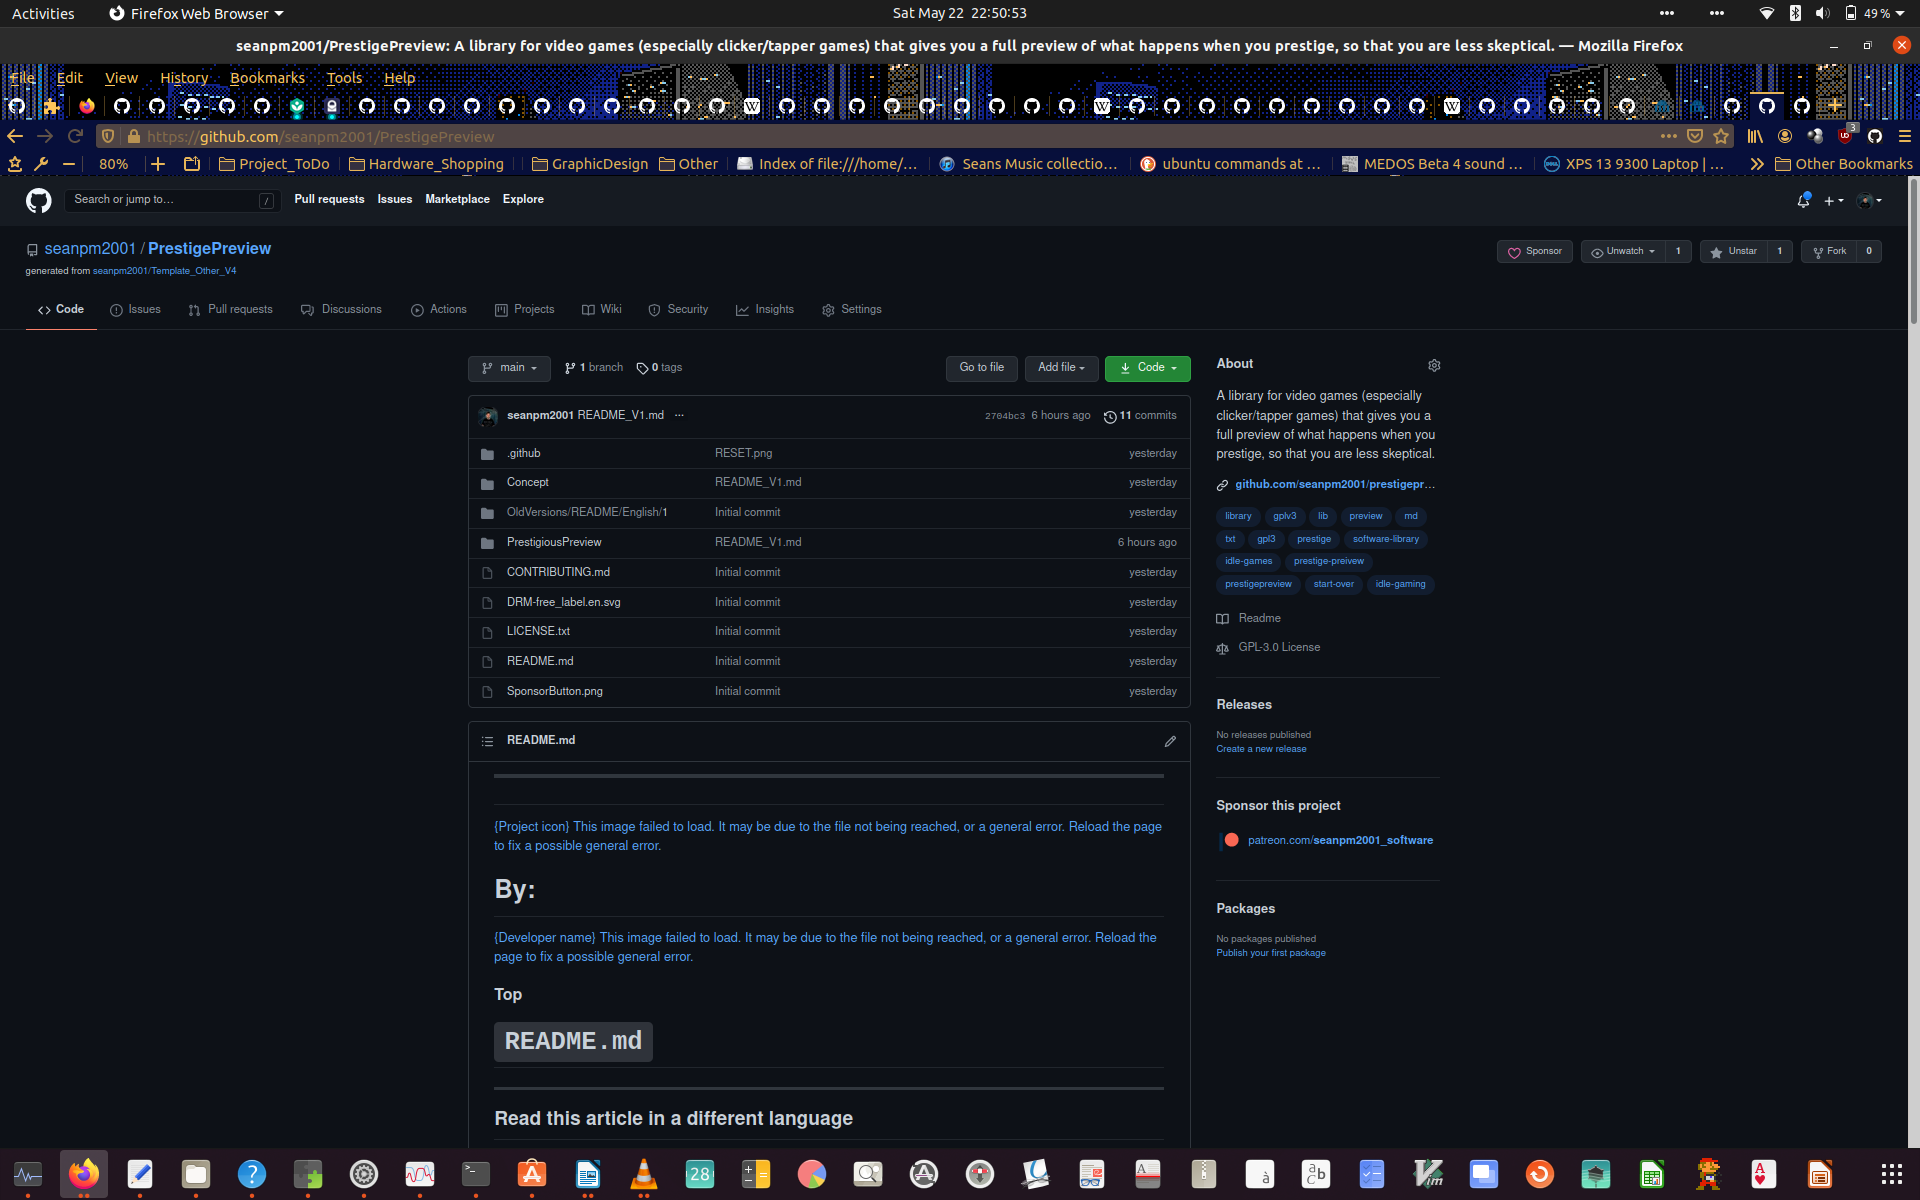 Activities
Firefox Web Browser
Sat May 22  22:50:53
49 %
seanpm2001/PrestigePreview: A library for video games (especially clicker/tapper games) that gives you a full preview of what happens when you prestige, so that you are less skeptical. — Mozilla Firefox
File Edit View History Bookmarks Tools Help
https://github.com/seanpm2001/PrestigePreview
3
80%
Project_ToDo
Hardware_Shopping
GraphicDesign
Other
Index of file:///home/…
Seans Music collectio…
ubuntu commands at …
MEDOS Beta 4 sound …
XPS 13 9300 Laptop | …
Other Bookmarks
Search or jump to… /
Pull requests Issues Marketplace Explore
seanpm2001 / PrestigePreview
generated from seanpm2001/Template_Other_V4
Sponsor
Unwatch 1
Unstar 1
Fork 0
Code Issues Pull requests Discussions Actions Projects Wiki Security Insights Settings
main
1 branch
0 tags
Go to file
Add file
Code
seanpm2001 README_V1.md ...
2704bc3 6 hours ago
11 commits
.github RESET.png yesterday
Concept README_V1.md yesterday
OldVersions/README/English/1 Initial commit yesterday
PrestigiousPreview README_V1.md 6 hours ago
CONTRIBUTING.md Initial commit yesterday
DRM-free_label.en.svg Initial commit yesterday
LICENSE.txt Initial commit yesterday
README.md Initial commit yesterday
SponsorButton.png Initial commit yesterday
README.md
{Project icon} This image failed to load. It may be due to the file not being reached, or a general error. Reload the page
to fix a possible general error.
By:
{Developer name} This image failed to load. It may be due to the file not being reached, or a general error. Reload the
page to fix a possible general error.
Top
README.md
Read this article in a different language
About
A library for video games (especially
clicker/tapper games) that gives you a
full preview of what happens when you
prestige, so that you are less skeptical.
github.com/seanpm2001/prestigepr…
library gplv3 lib preview md
txt gpl3 prestige software-library
idle-games prestige-preivew
prestigepreview start-over idle-gaming
Readme
GPL-3.0 License
Releases
No releases published
Create a new release
Sponsor this project
patreon.com/seanpm2001_software
Packages
No packages published
Publish your first package
28